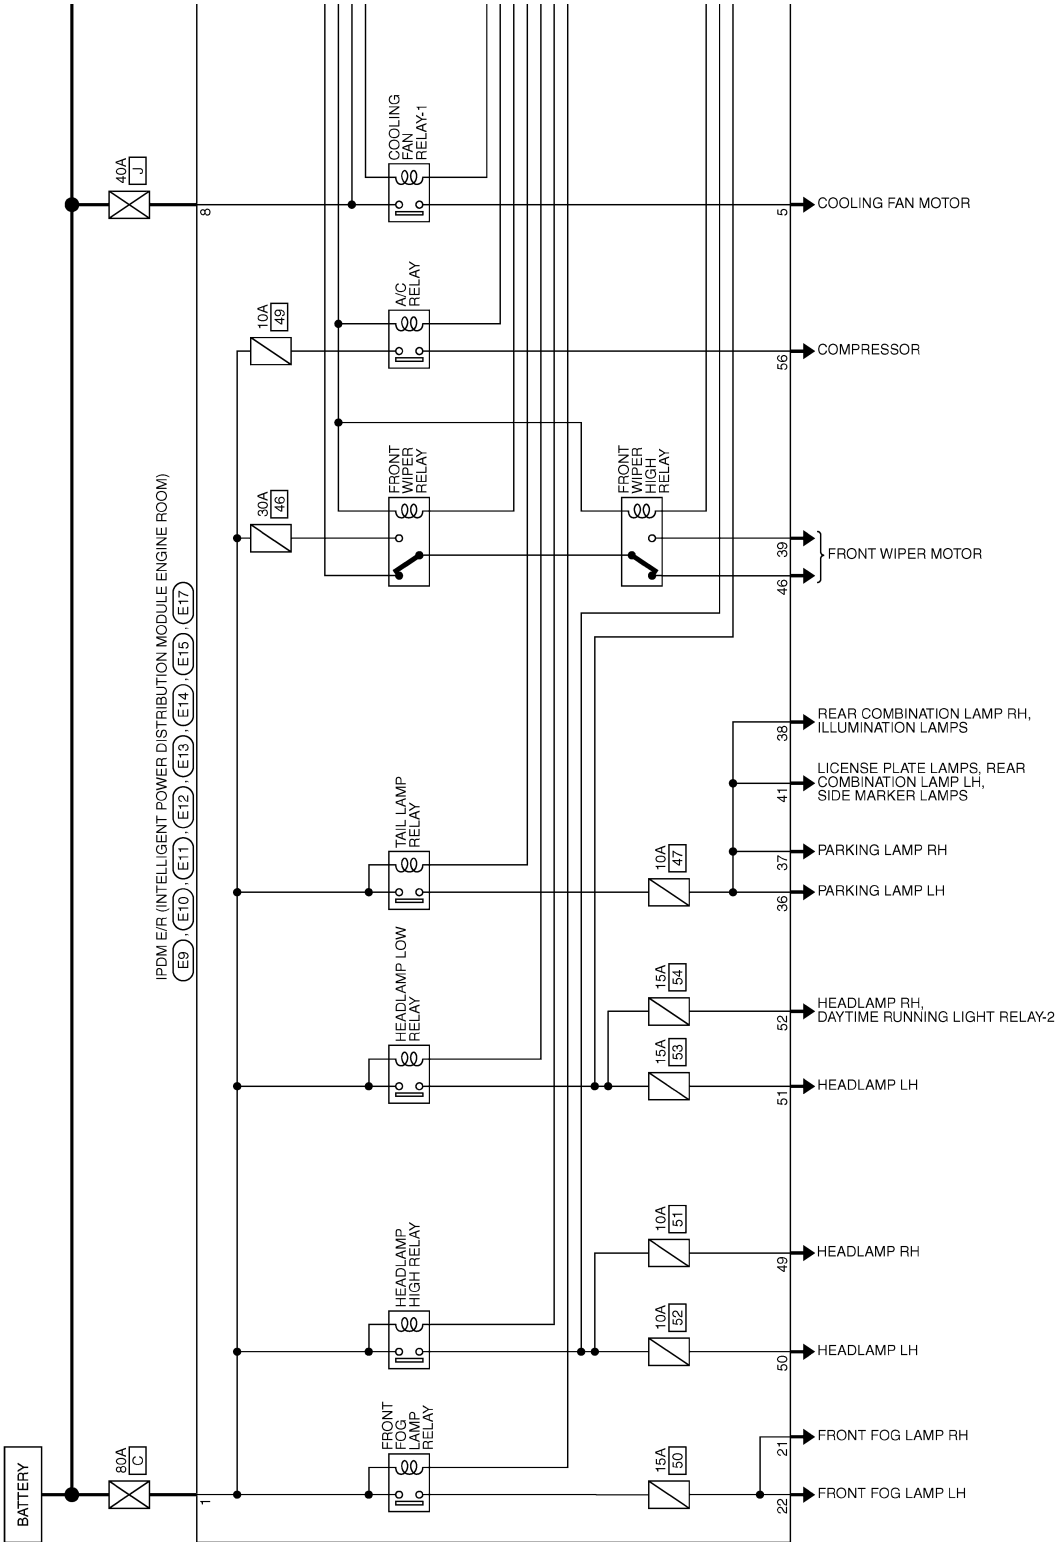 COOLING
FAN
RELAY-1
40A
J
8
5
COOLING FAN MOTOR
A/C
RELAY
10A
49
56
COMPRESSOR
FRONT
WIPER
RELAY
FRONT
WIPER
HIGH
RELAY
30A
46
39
46
FRONT WIPER MOTOR
IPDM E/R (INTELLIGENT POWER DISTRIBUTION MODULE ENGINE ROOM)
E9 , E10 , E11 , E12 , E13 , E14 , E15 , E17
38
REAR COMBINATION LAMP RH,
ILLUMINATION LAMPS
41
LICENSE PLATE LAMPS, REAR
COMBINATION LAMP LH,
SIDE MARKER LAMPS
TAIL LAMP
RELAY
10A
47
37
PARKING LAMP RH
36
PARKING LAMP LH
HEADLAMP LOW
RELAY
15A
54
52
HEADLAMP RH,
DAYTIME RUNNING LIGHT RELAY-2
15A
53
51
HEADLAMP LH
HEADLAMP
HIGH RELAY
10A
51
49
HEADLAMP RH
10A
52
50
HEADLAMP LH
FRONT
FOG
LAMP
RELAY
15A
50
21
FRONT FOG LAMP RH
22
FRONT FOG LAMP LH
BATTERY
80A
C
1